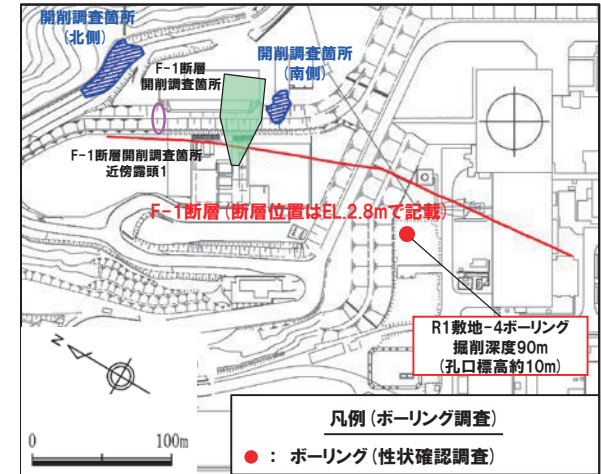 開削調査箇所
(北側)
F-1断層
開削調査箇所
開削調査箇所
(南側)
F-1断層開削調査箇所
近傍露頭1
F-1断層(断層位置はEL.2.8mで記載)
R1敷地-4ボーリング
掘削深度90m
(孔口標高約10m)
N
0 100m
凡例(ボーリング調査)
● : ボーリング(性状確認調査)